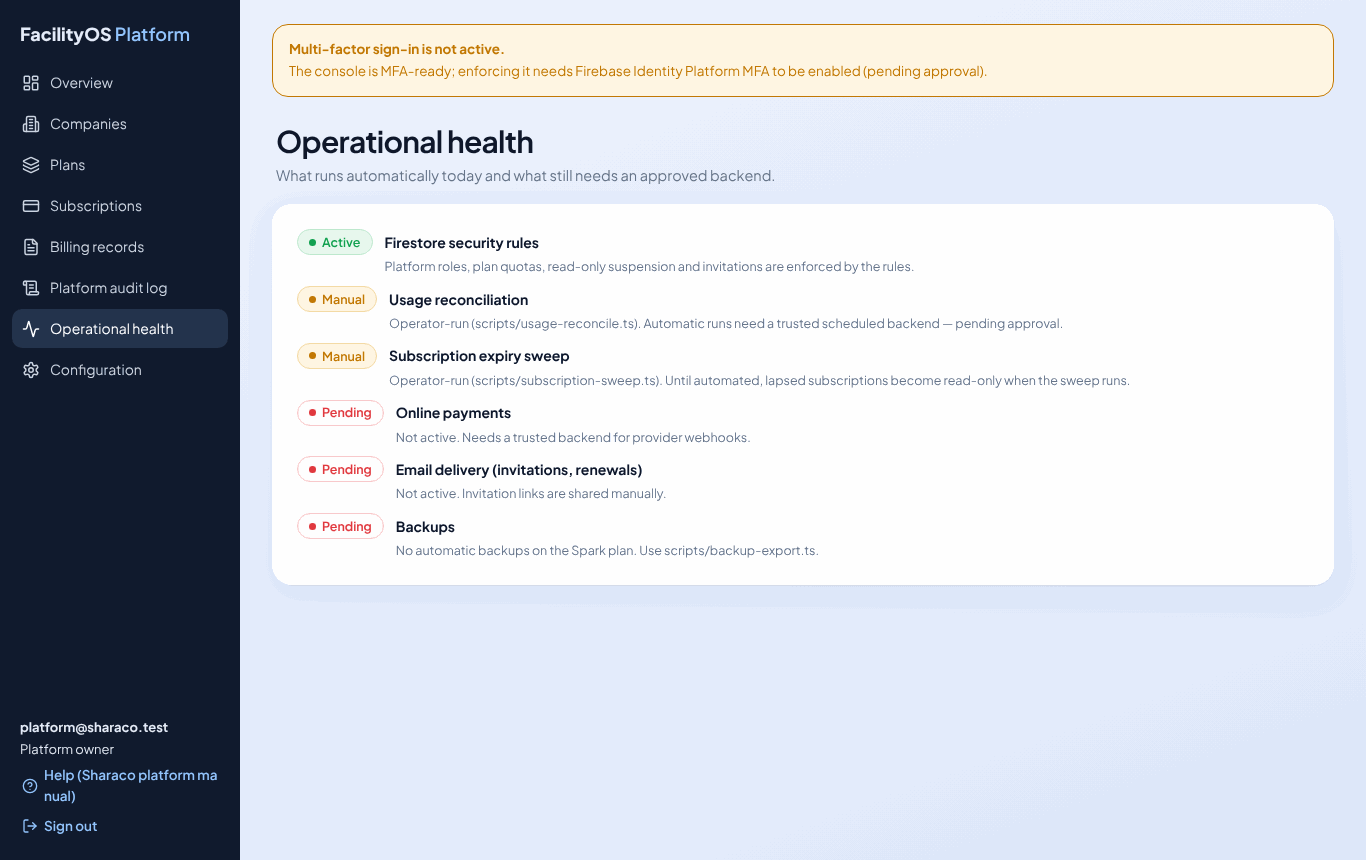 FacilityOS Platform
Overview
Companies
Plans
Subscriptions
Billing records
Platform audit log
Operational health
Configuration
platform@sharaco.test
Platform owner
Help (Sharaco platform ma
nual)
Sign out
Multi-factor sign-in is not active.
The console is MFA-ready; enforcing it needs Firebase Identity Platform MFA to be enabled (pending approval).
Operational health
What runs automatically today and what still needs an approved backend.
Active Firestore security rules
Platform roles, plan quotas, read-only suspension and invitations are enforced by the rules.
Manual Usage reconciliation
Operator-run (scripts/usage-reconcile.ts). Automatic runs need a trusted scheduled backend — pending approval.
Manual Subscription expiry sweep
Operator-run (scripts/subscription-sweep.ts). Until automated, lapsed subscriptions become read-only when the sweep runs.
Pending Online payments
Not active. Needs a trusted backend for provider webhooks.
Pending Email delivery (invitations, renewals)
Not active. Invitation links are shared manually.
Pending Backups
No automatic backups on the Spark plan. Use scripts/backup-export.ts.